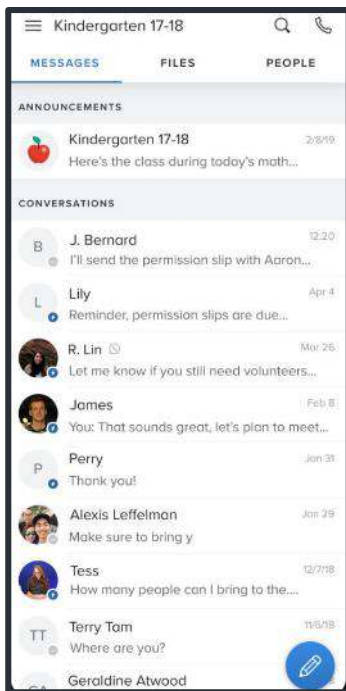 Kindergarten 17-18
MESSAGES FILES PEOPLE
ANNOUNCEMENTS
Kindergarten 17-18 2/8/19
Here's the class during today's math...
CONVERSATIONS
B J. Bernard 12:20
I'll send the permission slip with Aaron...
L Lily Apr 4
Reminder, permission slips are due...
R. Lin Mar 26
Let me know if you still need volunteers...
James Feb 8
You: That sounds great, let's plan to meet...
P Perry Jan 31
Thank you!
Alexis Leffelman Jan 29
Make sure to bring y
Tess 12/7/18
How many people can I bring to the....
TT Terry Tam 11/6/18
Where are you?
GA Geraldine Atwood